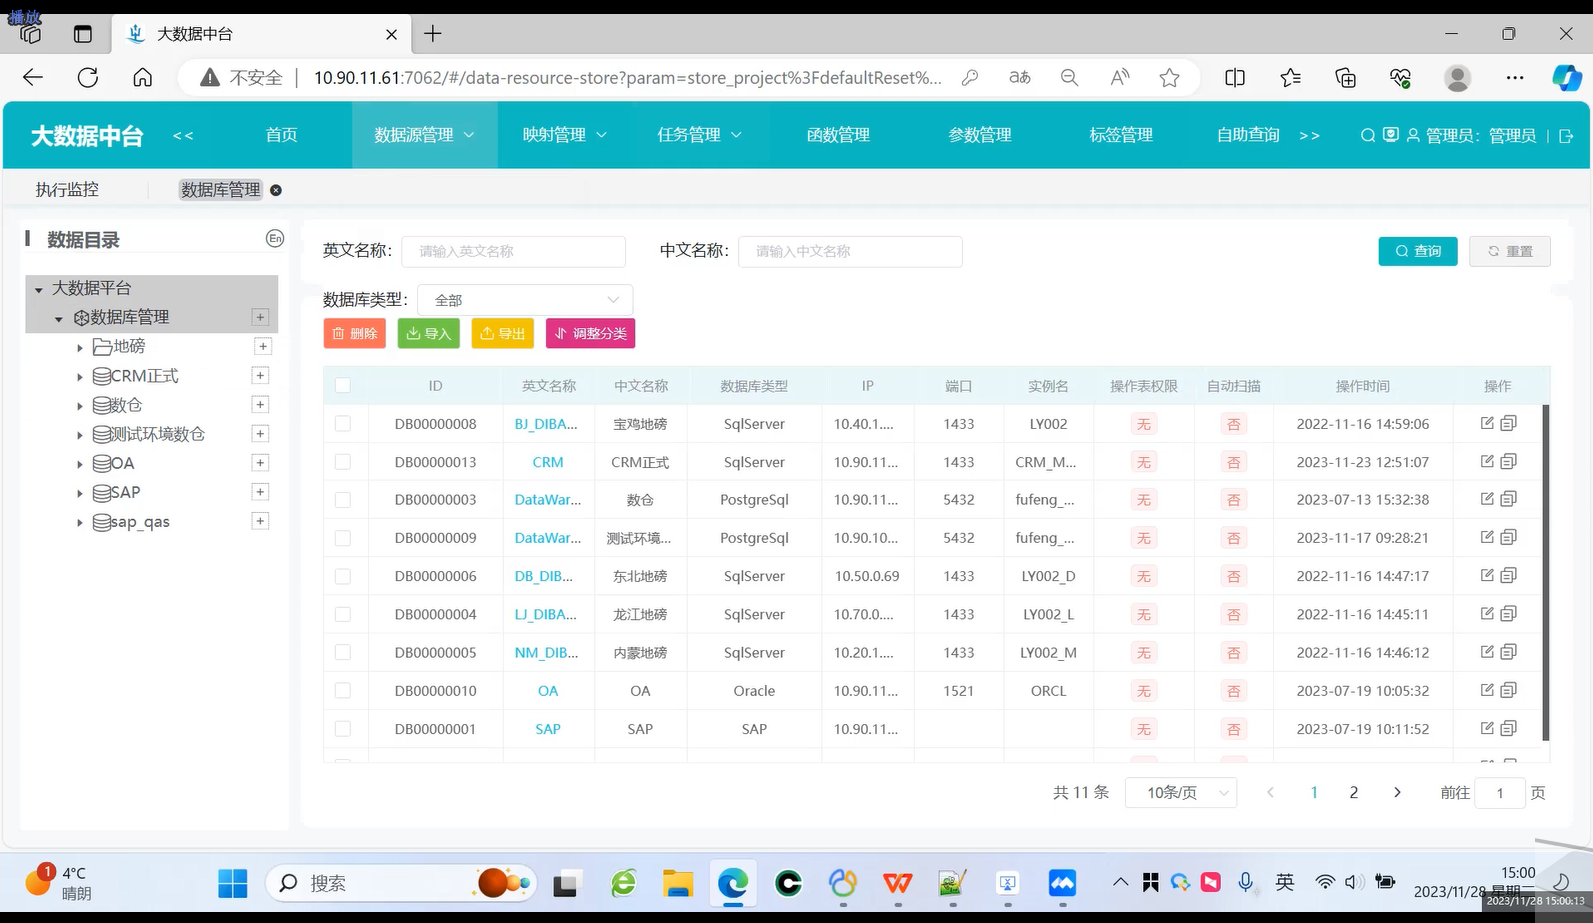 播放
大数据中台
不安全
10.90.11.61:7062/#/data-resource-store?param=store_project%3FdefaultReset%...
大数据中台 << 首页 数据源管理 映射管理 任务管理 函数管理 参数管理 标签管理 自助查询 >> 管理员: 管理员
执行监控 数据库管理
数据目录 En
英文名称: 请输入英文名称 中文名称: 请输入中文名称 查询 重置
大数据平台
数据库类型: 全部
数据库管理 +
删除 导入 导出 调整分类
地磅 +
CRM正式 +
数仓 +
测试环境数仓 +
OA +
SAP +
sap_qas +
ID 英文名称 中文名称 数据库类型 IP 端口 实例名 操作表权限 自动扫描 操作时间 操作
DB00000008 BJ_DIBA... 宝鸡地磅 SqlServer 10.40.1.... 1433 LY002 无 否 2022-11-16 14:59:06
DB00000013 CRM CRM正式 SqlServer 10.90.11... 1433 CRM_M... 无 否 2023-11-23 12:51:07
DB00000003 DataWar... 数仓 PostgreSql 10.90.11... 5432 fufeng_... 无 否 2023-07-13 15:32:38
DB00000009 DataWar... 测试环境... PostgreSql 10.90.10... 5432 fufeng_... 无 否 2023-11-17 09:28:21
DB00000006 DB_DIB... 东北地磅 SqlServer 10.50.0.69 1433 LY002_D 无 否 2022-11-16 14:47:17
DB00000004 LJ_DIBA... 龙江地磅 SqlServer 10.70.0.... 1433 LY002_L 无 否 2022-11-16 14:45:11
DB00000005 NM_DIB... 内蒙地磅 SqlServer 10.20.1.... 1433 LY002_M 无 否 2022-11-16 14:46:12
DB00000010 OA OA Oracle 10.90.11... 1521 ORCL 无 否 2023-07-19 10:05:32
DB00000001 SAP SAP SAP 10.90.11... 无 否 2023-07-19 10:11:52
共 11 条 10条/页 < 1 2 > 前往 1 页
1 4°C
晴朗
搜索
英
15:00
2023/11/28 星期二
2023/11/28 15:00:13